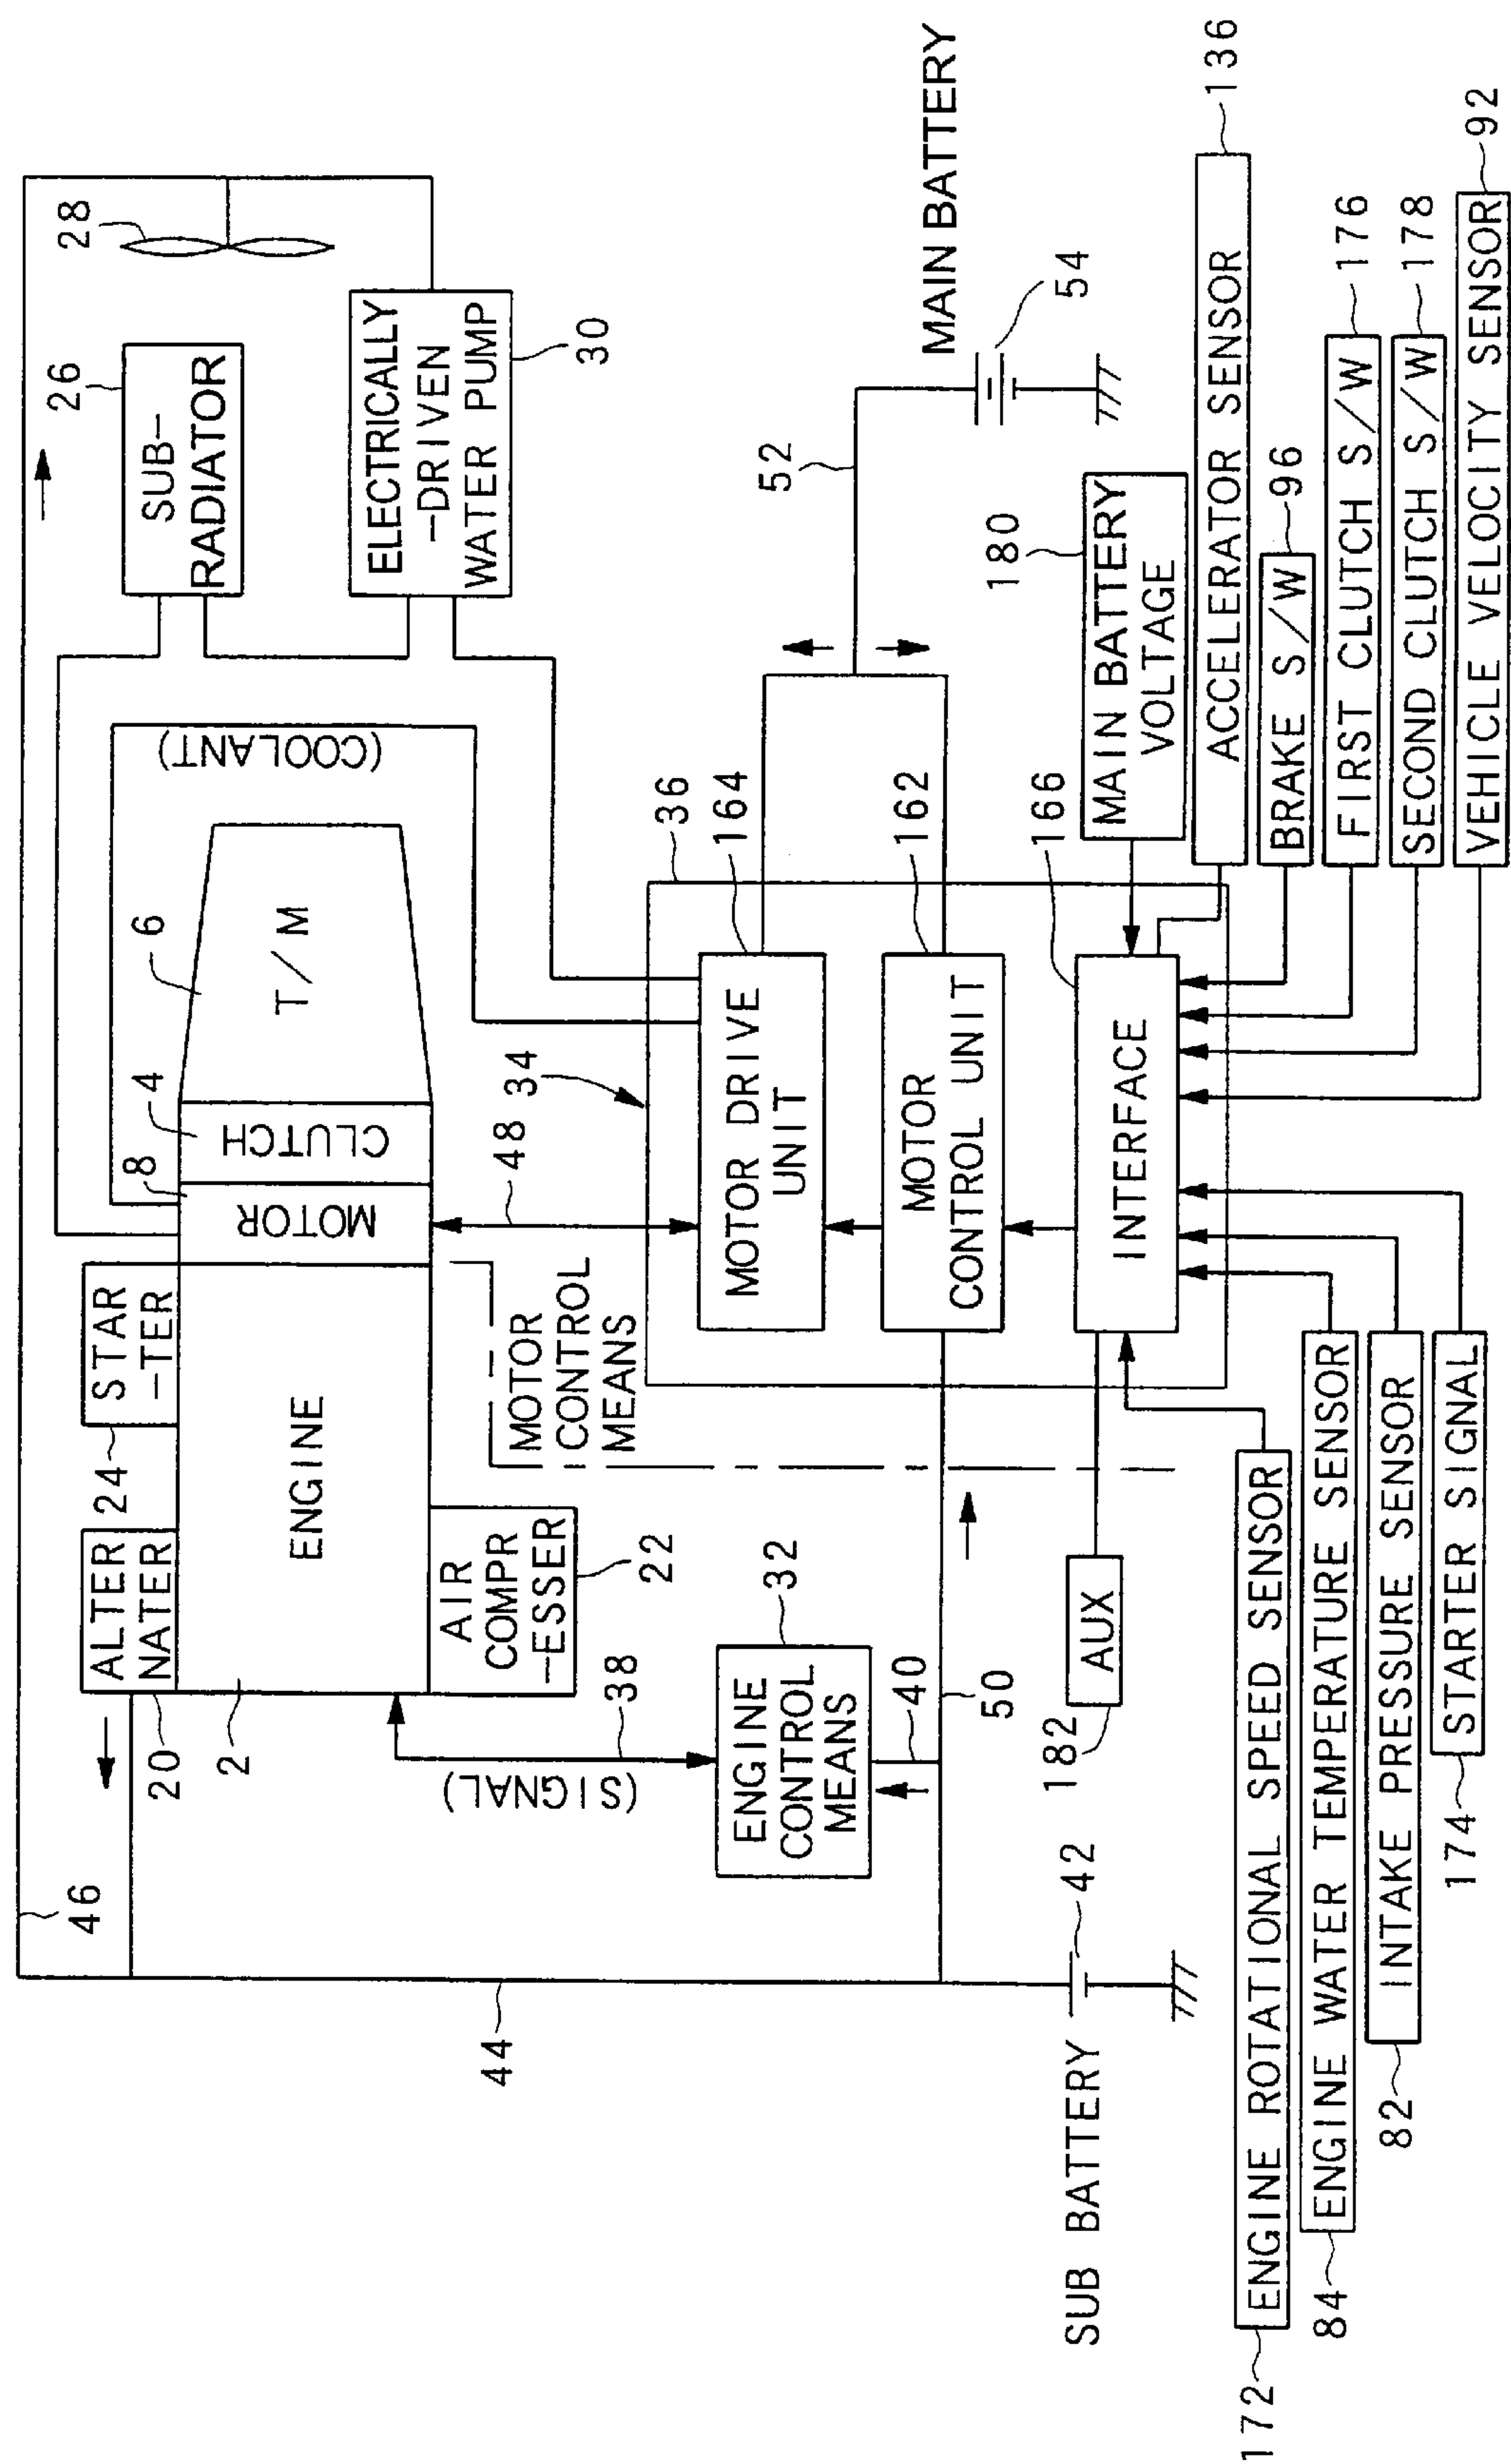 46
28
26
SUB-
RADIATOR
ELECTRICALLY
-DRIVEN
WATER PUMP
30
ALTER
NATER
20
24
STAR
-TER
2
ENGINE
8
MOTOR
4
CLUTCH
6
T/M
(COOLANT)
AIR
COMPR
-ESSER
22
38
(SIGNAL)
44
32
ENGINE
CONTROL
MEANS
40
50
MOTOR
CONTROL
MEANS
48
34
36
164
MOTOR DRIVE
UNIT
162
MOTOR
CONTROL UNIT
166
INTERFACE
52
54
MAIN BATTERY
180
MAIN BATTERY
VOLTAGE
SUB BATTERY
42
182
AUX
172
ENGINE ROTATIONAL SPEED SENSOR
84
ENGINE WATER TEMPERATURE SENSOR
82
INTAKE PRESSURE SENSOR
174
STARTER SIGNAL
ACCELERATOR SENSOR
136
BRAKE S/W
96
FIRST CLUTCH S/W
176
SECOND CLUTCH S/W
178
VEHICLE VELOCITY SENSOR
92